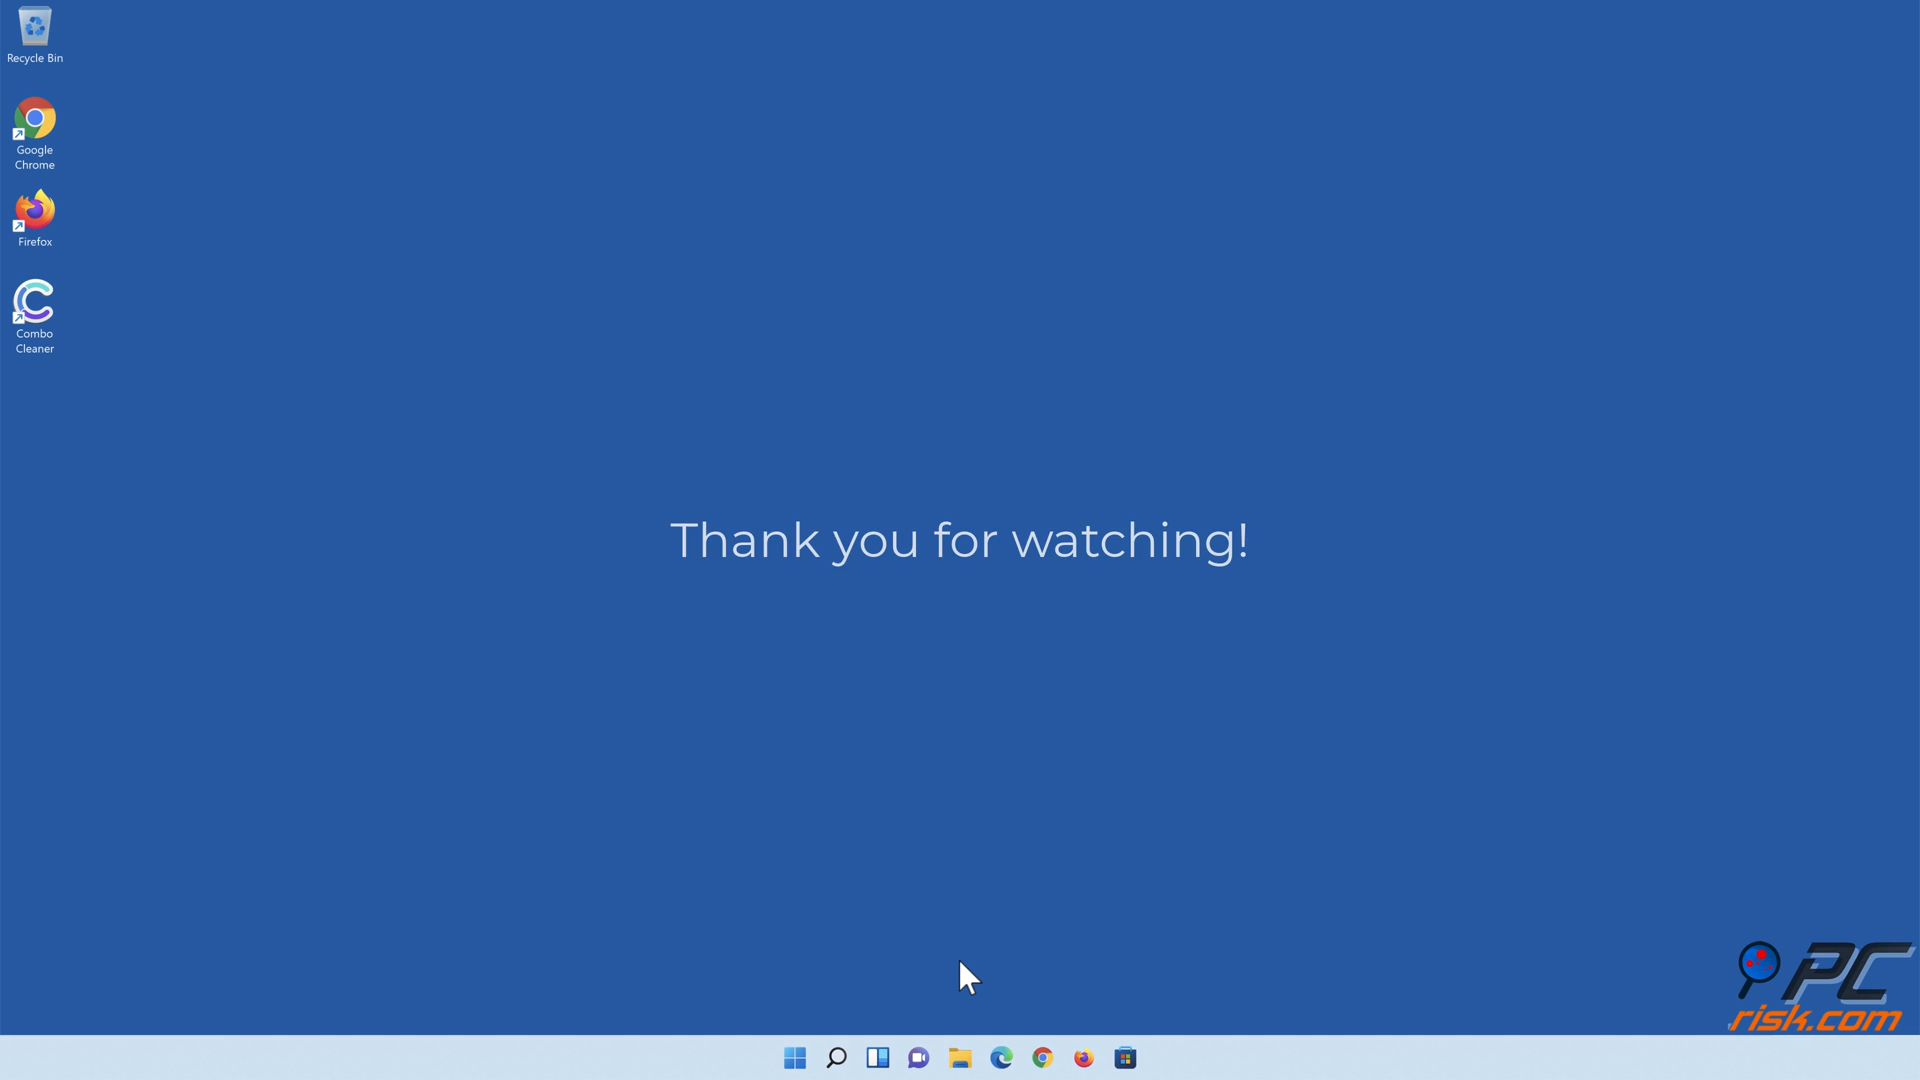 Recycle Bin
Google
Chrome
Firefox
Combo
Cleaner
Thank you for watching!
PC
risk.com